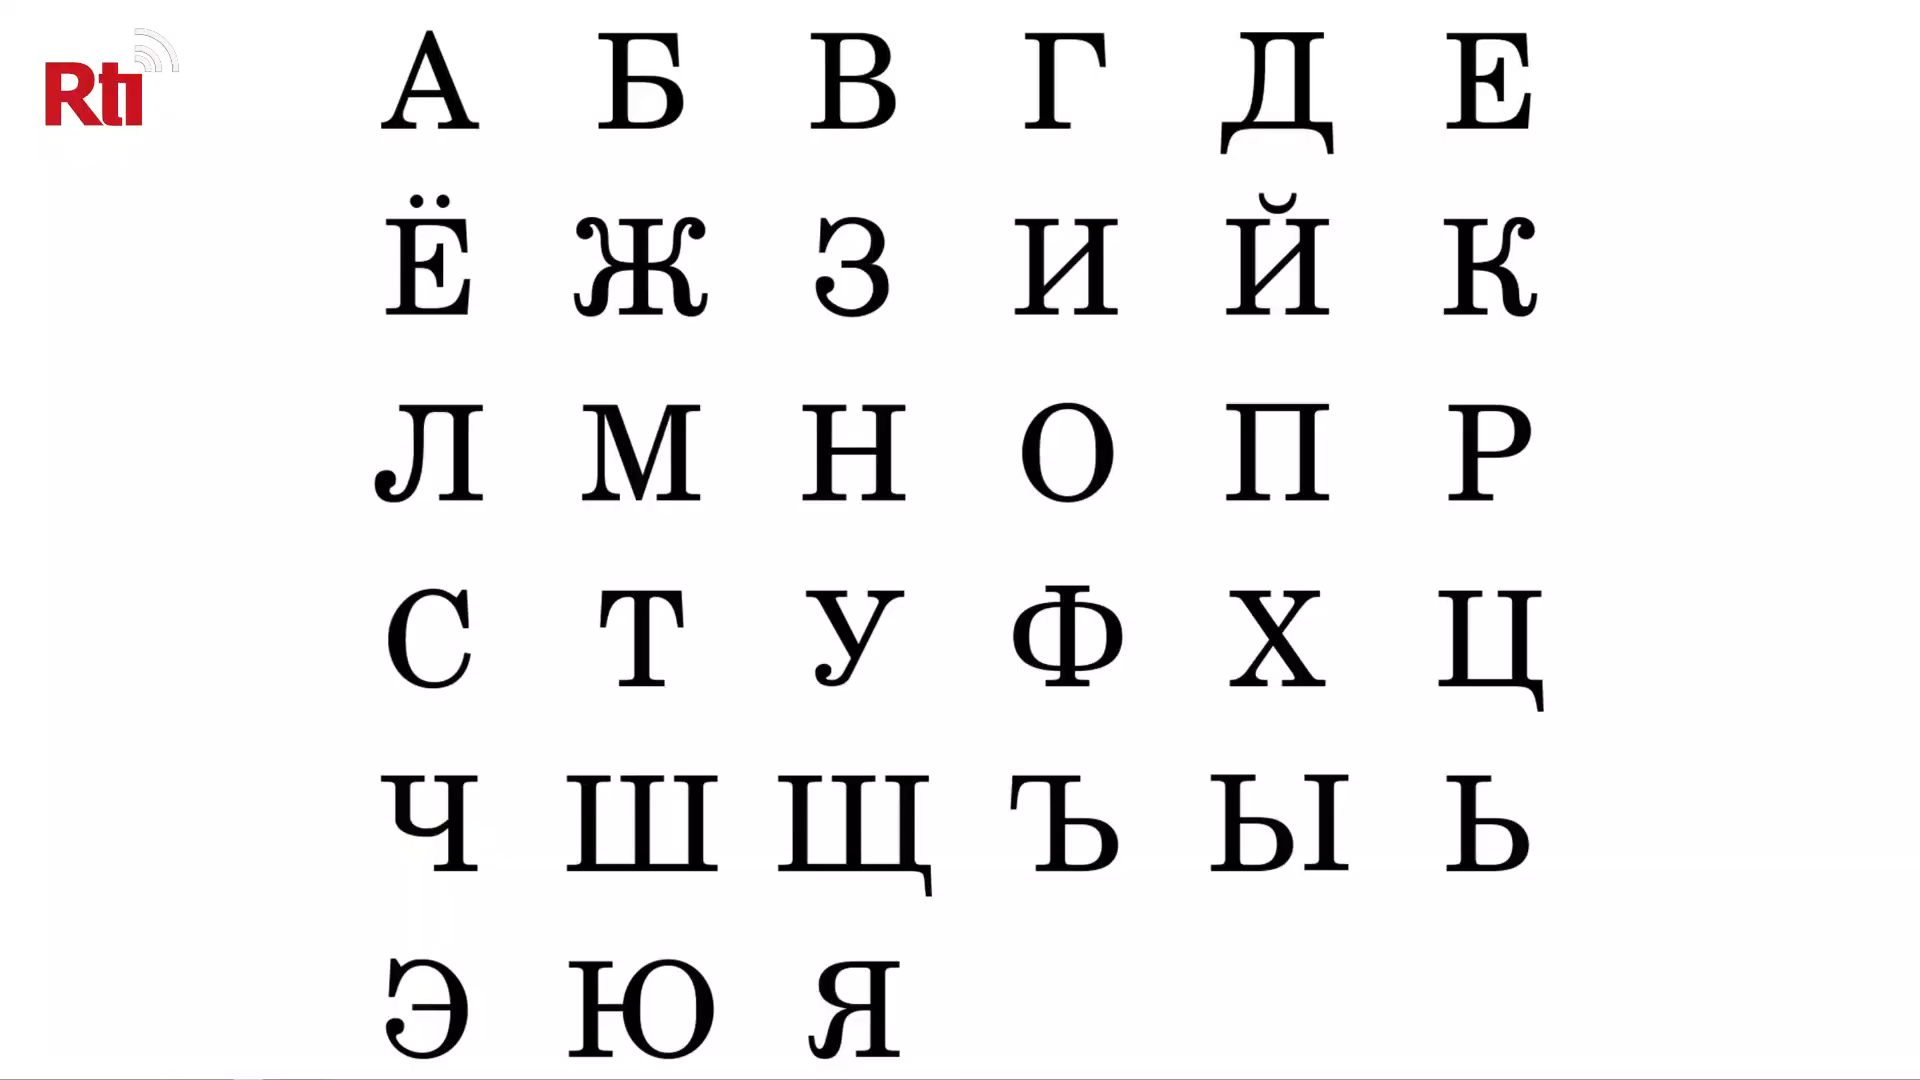 Rti
А Б В Г Д Е
Ё Ж З И Й К
Л М Н О П Р
С Т У Ф Х Ц
Ч Ш Щ Ъ Ы Ь
Э Ю Я